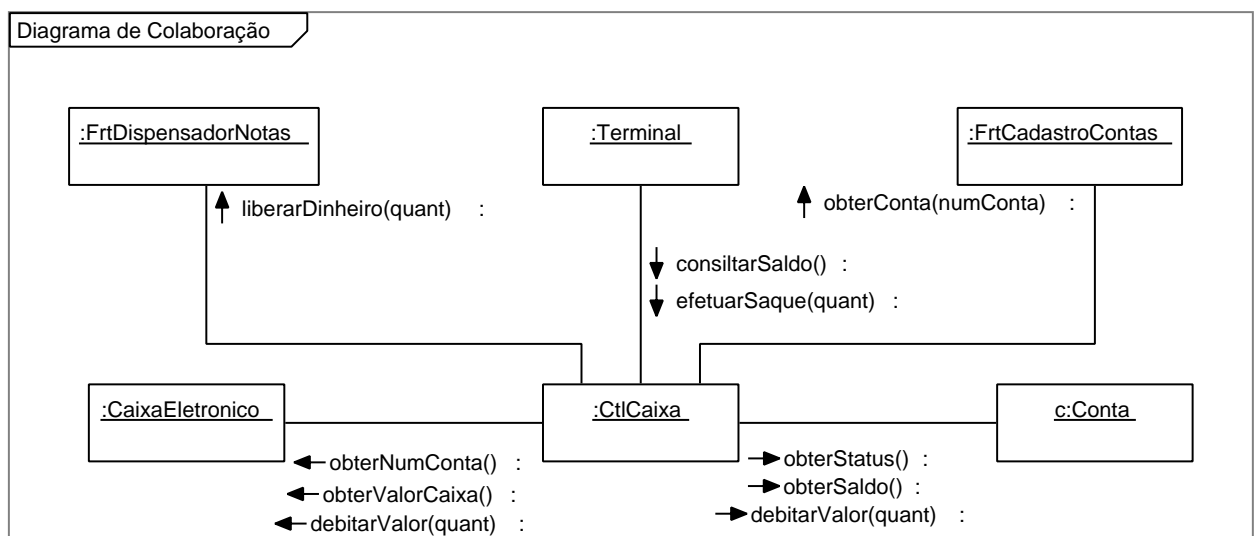 Diagrama de Colaboração
:FrtDispensadorNotas
:Terminal
:FrtCadastroContas
liberarDinheiro(quant) :
obterConta(numConta) :
consiltarSaldo() :
efetuarSaque(quant) :
:CaixaEletronico
:CtlCaixa
c:Conta
obterNumConta() :
obterStatus() :
obterValorCaixa() :
obterSaldo() :
debitarValor(quant) :
debitarValor(quant) :